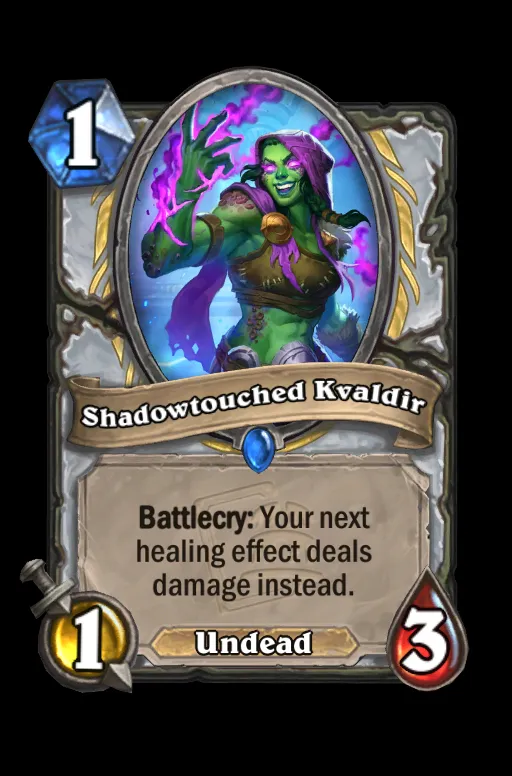 1
Shadowtouched Kvaldir
Battlecry: Your next
healing effect deals
damage instead.
1
Undead
3